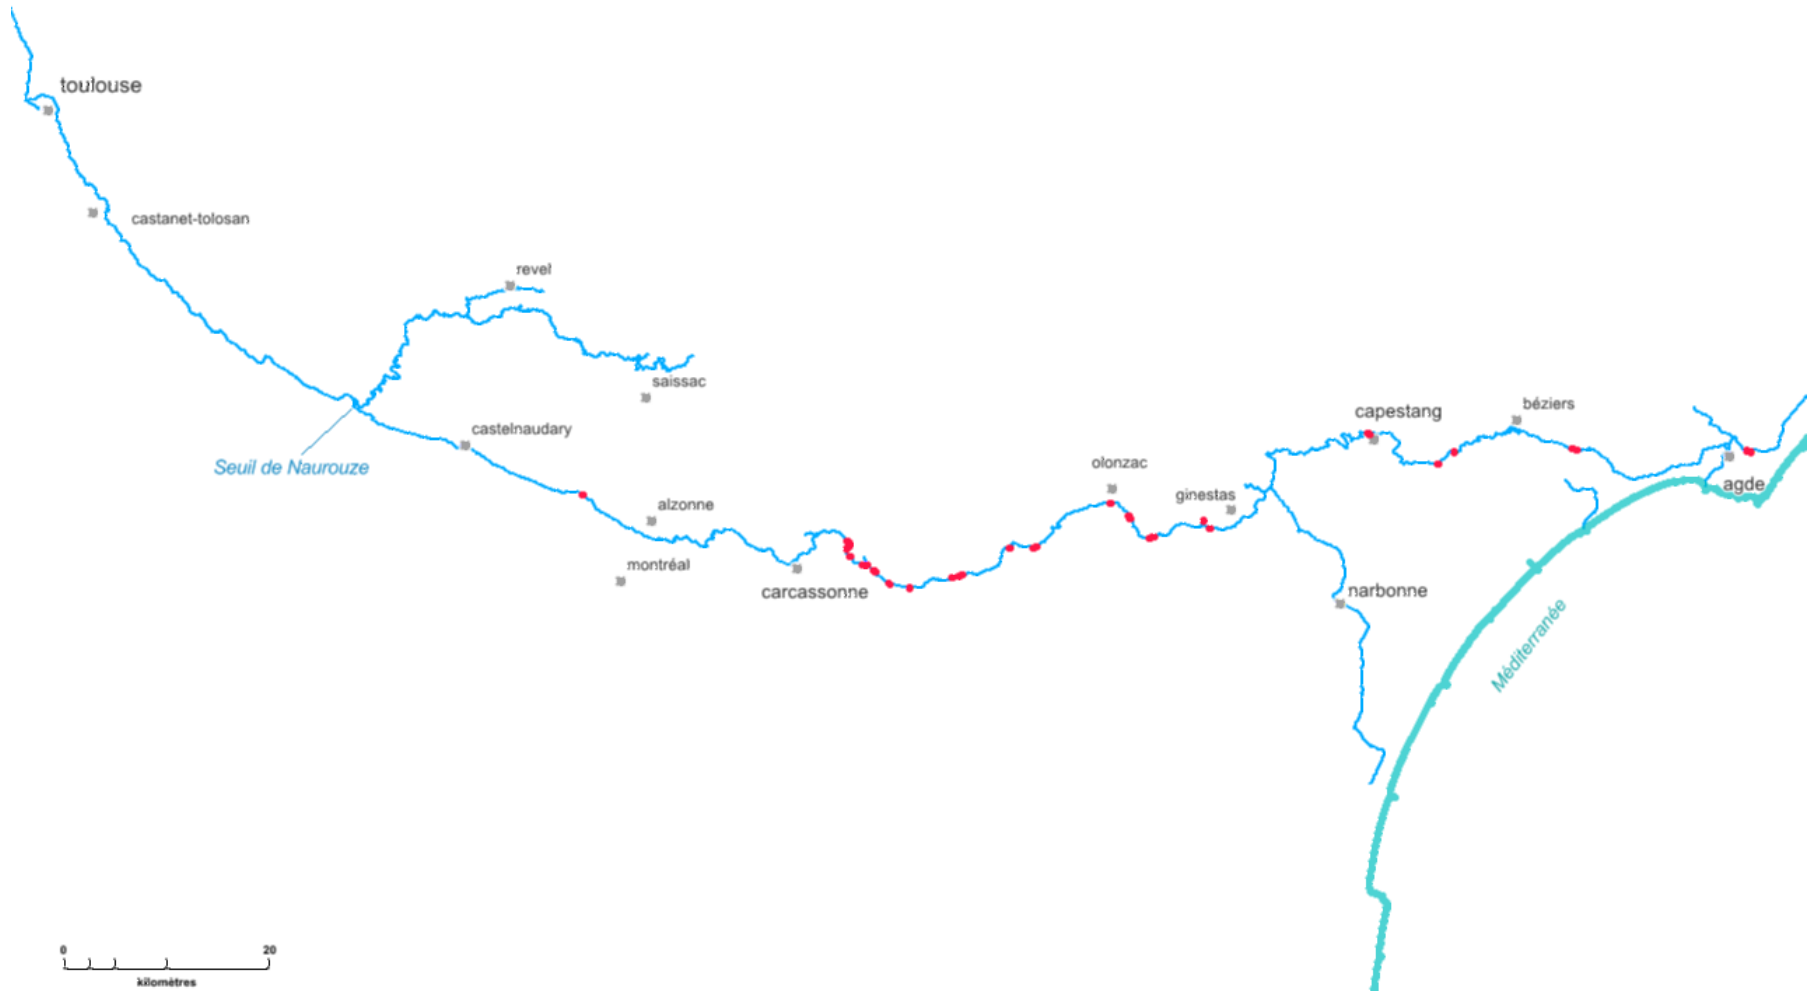 toulouse
castanet-tolosan
revel
saissac
castelnaudary
Seuil de Naurouze
alzonne
montréal
carcassonne
olonzac
ginestas
capestang
béziers
agde
narbonne
Méditerranée
0 20
kilomètres